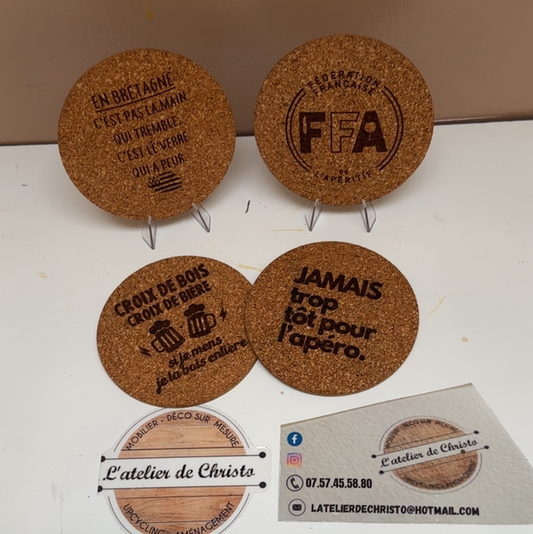 EN BRETAGNE
C'EST PAS LA MAIN
QUI TREMBLE,
C'EST LE VERRE
QUI A PEUR
FÉDÉRATION
FRANÇAISE
FFA
DE
L'APÉRITIF
CROIX DE BOIS
CROIX DE BIÈRE
si je mens
je la bois entière
JAMAIS
trop
tôt pour
l'apéro.
MOBILIER - DÉCO SUR MESURE
L'atelier de Christo
UPCYCLING - AMÉNAGEMENT
L'atelier de Christo
07.57.45.58.80
LATELIERDECHRISTO@HOTMAIL.COM